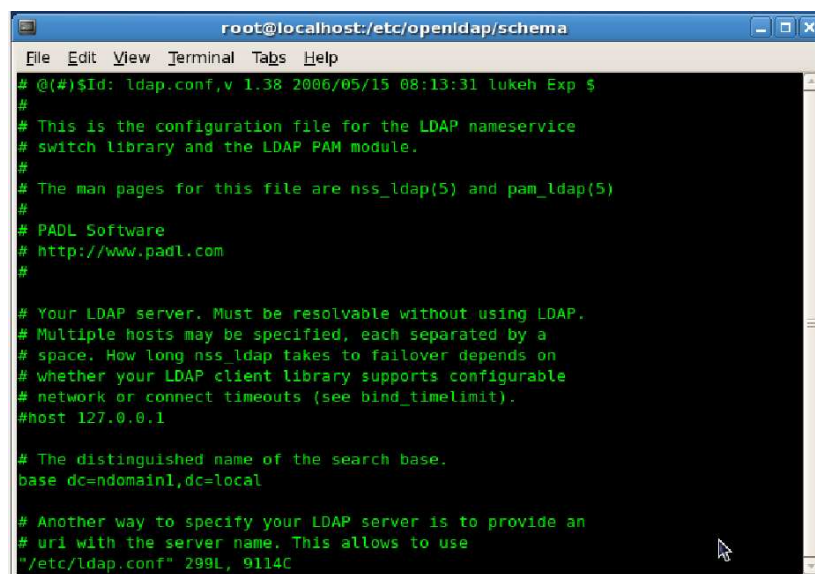 root@localhost:/etc/openldap/schema
File Edit View Terminal Tabs Help
# @(#)$Id: ldap.conf,v 1.38 2006/05/15 08:13:31 lukeh Exp $
#
# This is the configuration file for the LDAP nameservice
# switch library and the LDAP PAM module.
#
# The man pages for this file are nss_ldap(5) and pam_ldap(5)
#
# PADL Software
# http://www.padl.com
#
# Your LDAP server. Must be resolvable without using LDAP.
# Multiple hosts may be specified, each separated by a
# space. How long nss_ldap takes to failover depends on
# whether your LDAP client library supports configurable
# network or connect timeouts (see bind_timelimit).
#host 127.0.0.1
# The distinguished name of the search base.
base dc=ndomain1,dc=local
# Another way to specify your LDAP server is to provide an
# uri with the server name. This allows to use
"/etc/ldap.conf" 299L, 9114C